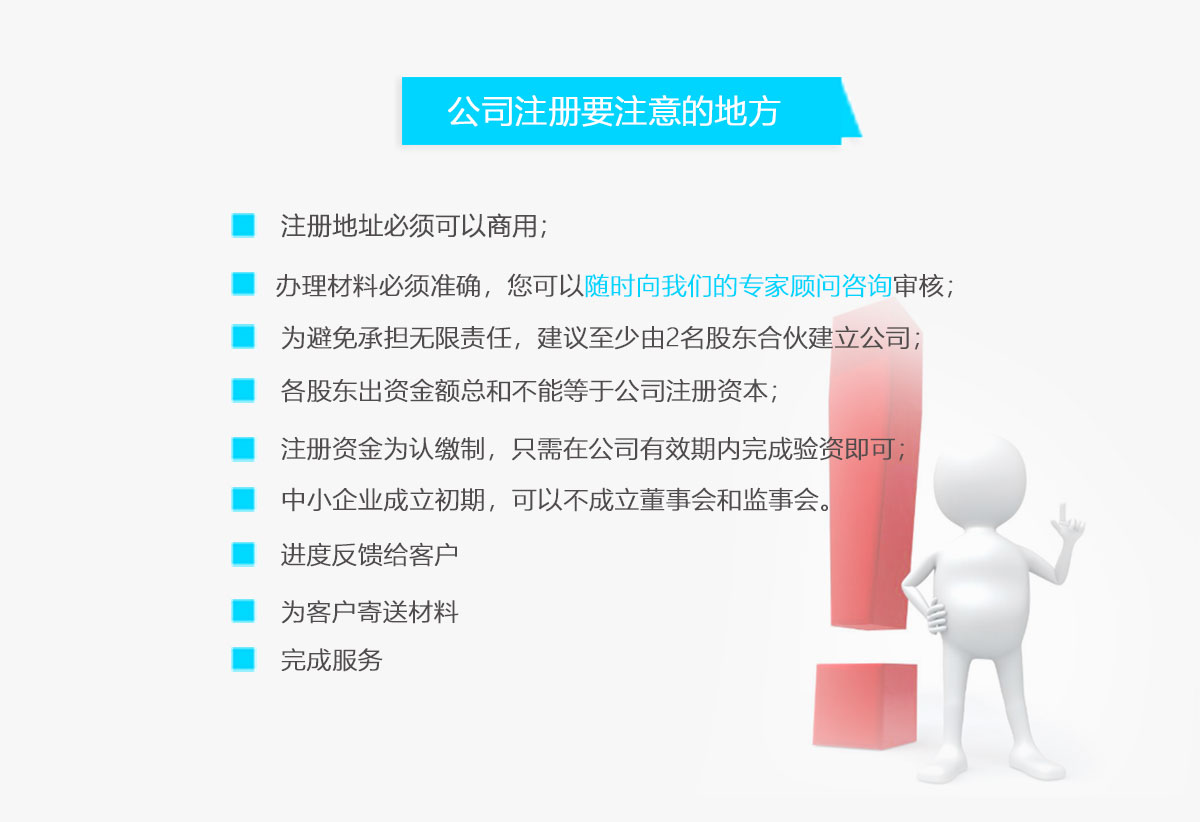 公司注册要注意的地方
注册地址必须可以商用；
办理材料必须准确，您可以随时向我们的专家顾问咨询审核；
为避免承担无限责任，建议至少由2名股东合伙建立公司；
各股东出资金额总和不能等于公司注册资本；
注册资金为认缴制，只需在公司有效期内完成验资即可；
中小企业成立初期，可以不成立董事会和监事会。
进度反馈给客户
为客户寄送材料
完成服务